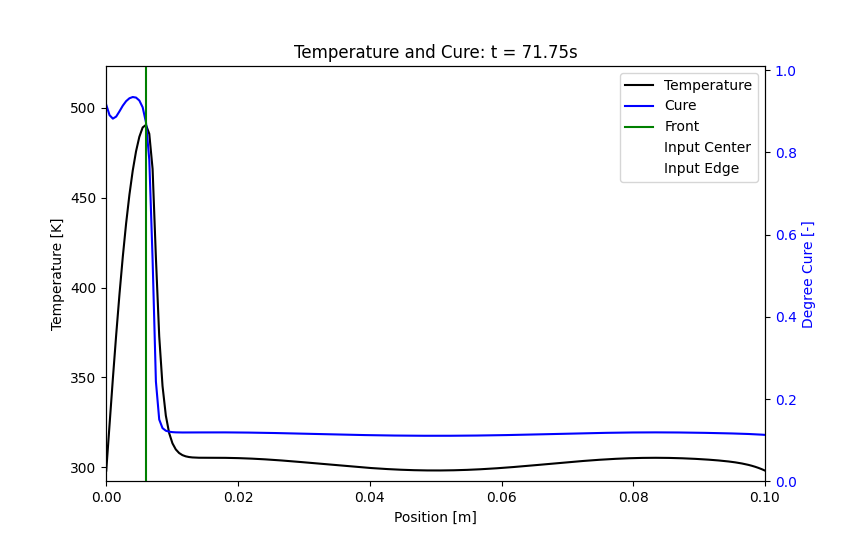 Temperature and Cure: t = 71.75s
Temperature
Cure
Front
Input Center
Input Edge
Temperature [K]
500
450
400
350
300
1.0
0.8
0.6
0.4
0.2
0.0
Degree Cure [-]
0.00 0.02 0.04 0.06 0.08 0.10
Position [m]